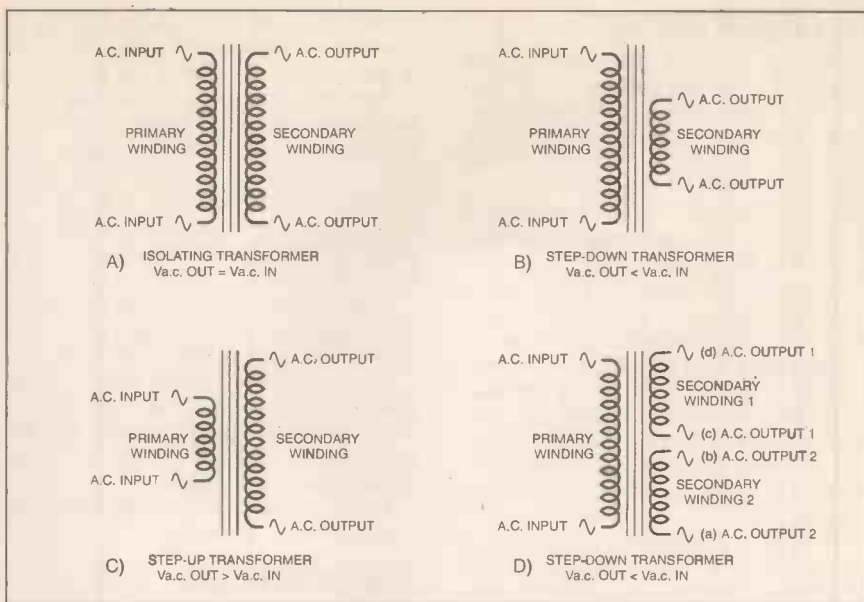 A.C. INPUT
A.C. OUTPUT
PRIMARY
WINDING
SECONDARY
WINDING
A.C. INPUT
A.C. OUTPUT
A) ISOLATING TRANSFORMER
Va.c. OUT = Va.c. IN
A.C. INPUT
A.C. OUTPUT
PRIMARY
WINDING
SECONDARY
WINDING
A.C. OUTPUT
A.C. INPUT
B) STEP-DOWN TRANSFORMER
Va.c. OUT < Va.c. IN
A.C. OUTPUT
A.C. INPUT
PRIMARY
WINDING
SECONDARY
WINDING
A.C. INPUT
A.C. OUTPUT
C) STEP-UP TRANSFORMER
Va.c. OUT > Va.c. IN
A.C. INPUT
(d) A.C. OUTPUT 1
SECONDARY
WINDING 1
(c) A.C. OUTPUT 1
PRIMARY
WINDING
(b) A.C. OUTPUT 2
SECONDARY
WINDING 2
A.C. INPUT
(a) A.C. OUTPUT 2
D) STEP-DOWN TRANSFORMER
Va.c. OUT < Va.c. IN